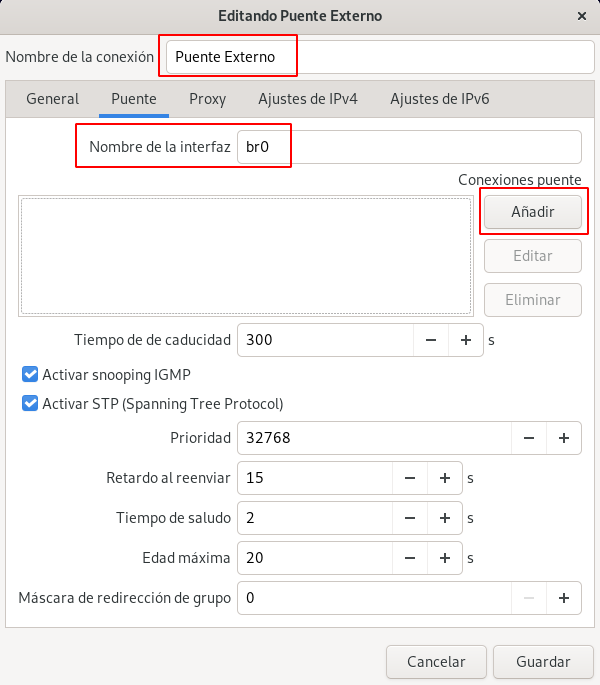 Editando Puente Externo ×
Nombre de la conexión Puente Externo
General Puente Proxy Ajustes de IPv4 Ajustes de IPv6
Nombre de la interfaz br0
Conexiones puente
Añadir
Editar
Eliminar
Tiempo de de caducidad 300 − + s
Activar snooping IGMP
Activar STP (Spanning Tree Protocol)
Prioridad 32768 − +
Retardo al reenviar 15 − + s
Tiempo de saludo 2 − + s
Edad máxima 20 − + s
Máscara de redirección de grupo 0 − +
Cancelar Guardar